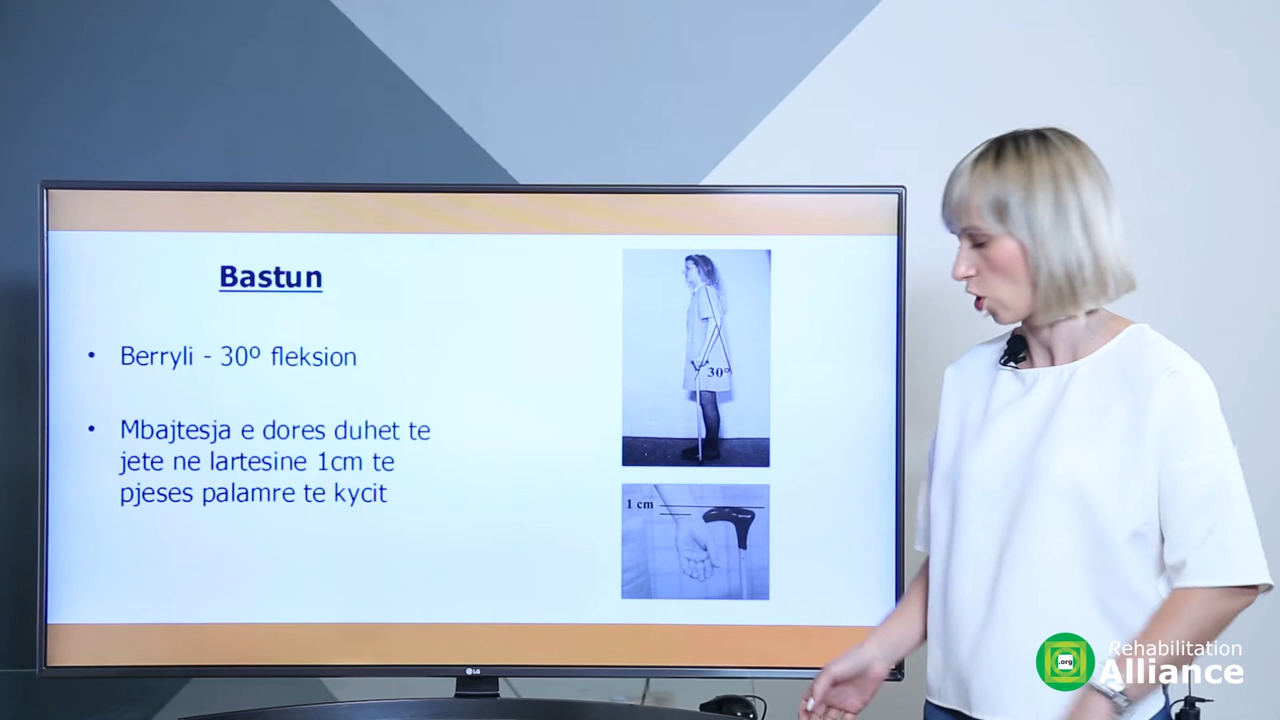 Bastun
• Berryli - 30º fleksion
• Mbajtesja e dores duhet te
jete ne lartesine 1cm te
pjeses palamre te kycit
30°
1 cm
LG
.org
Rehabilitation
Alliance